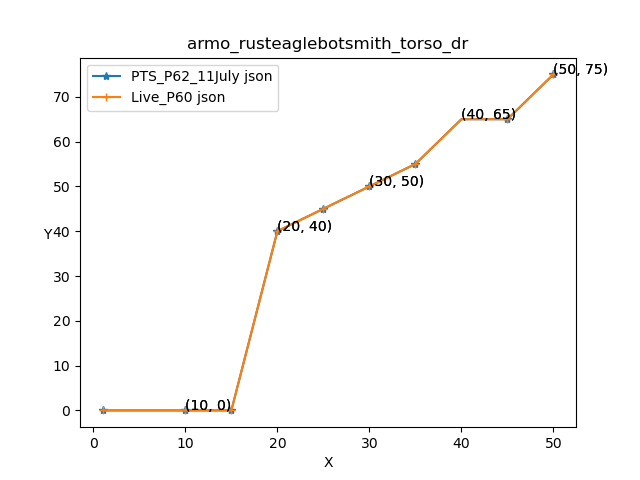 armo_rusteaglebotsmith_torso_dr
PTS_P62_11July json
Live_P60 json
(50, 75)
(40, 65)
(30, 50)
(20, 40)
(10, 0)
70
60
50
40
30
20
10
0
Y
0 10 20 30 40 50
X